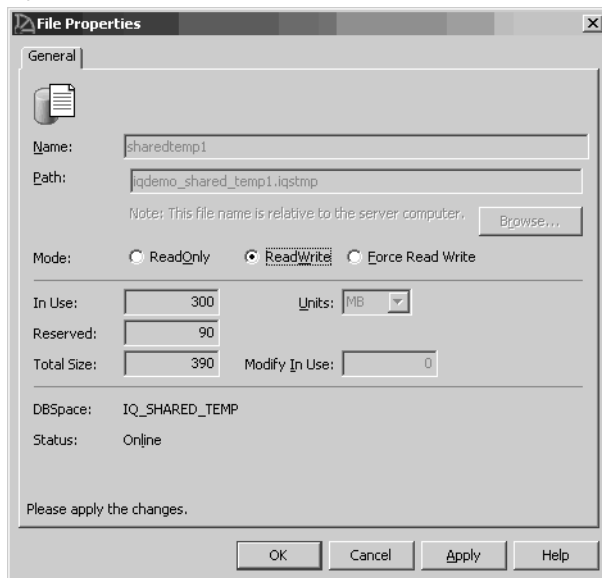 File Properties
General
Name: sharedtemp1
Path: iqdemo_shared_temp1.iqstmp
Note: This file name is relative to the server computer. Browse...
Mode: ReadOnly ReadWrite Force Read Write
In Use: 300 Units: MB
Reserved: 90
Total Size: 390 Modify In Use: 0
DBSpace: IQ_SHARED_TEMP
Status: Online
Please apply the changes.
OK Cancel Apply Help